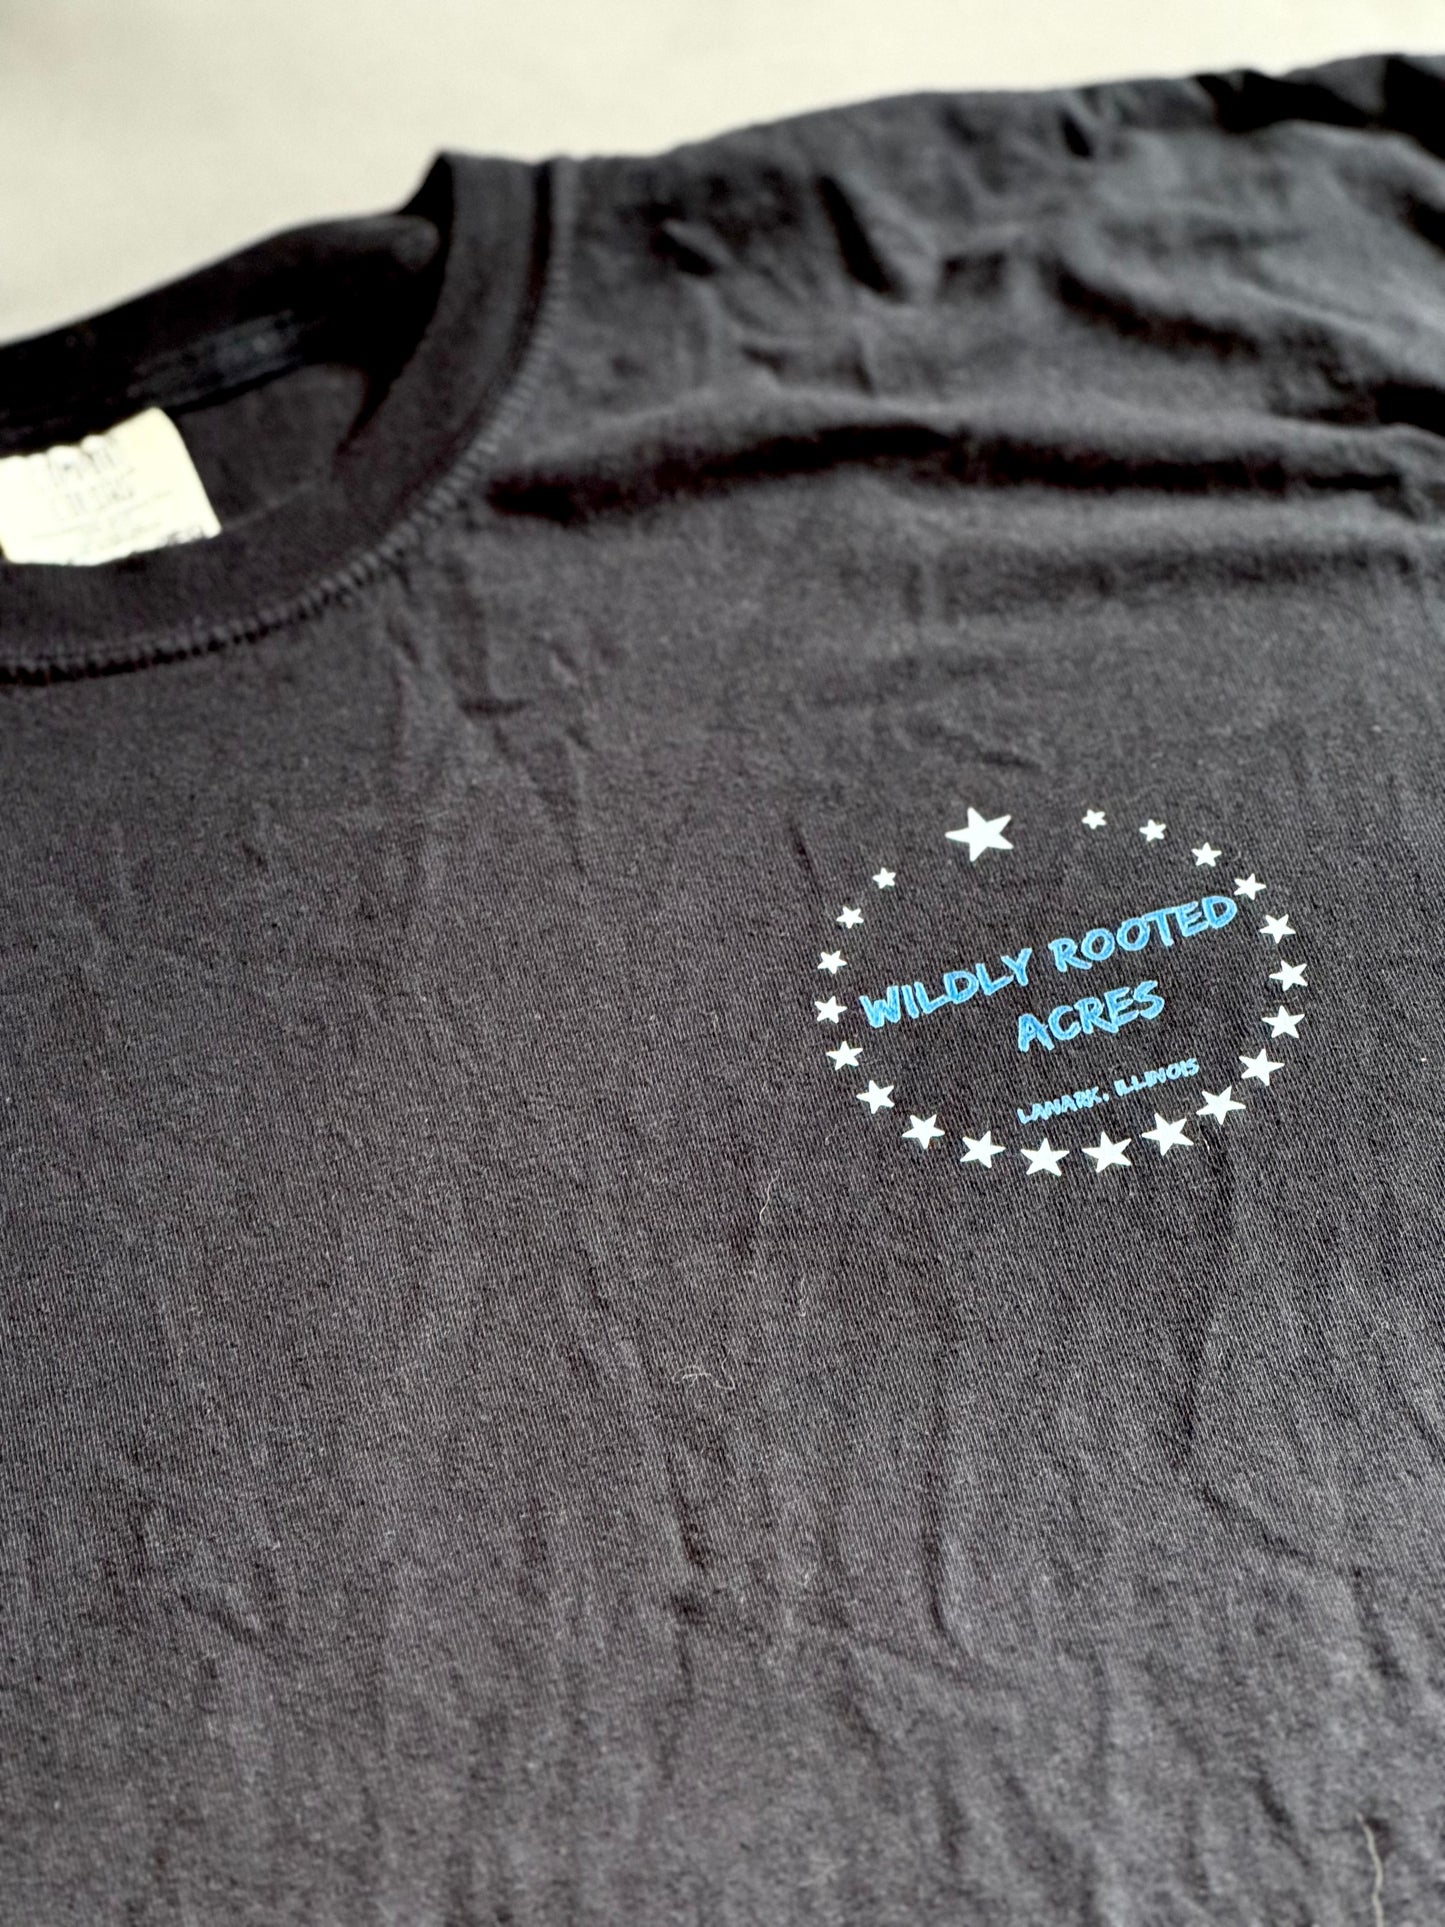 WILDLY ROOTED
ACRES
LANARK, ILLINOIS